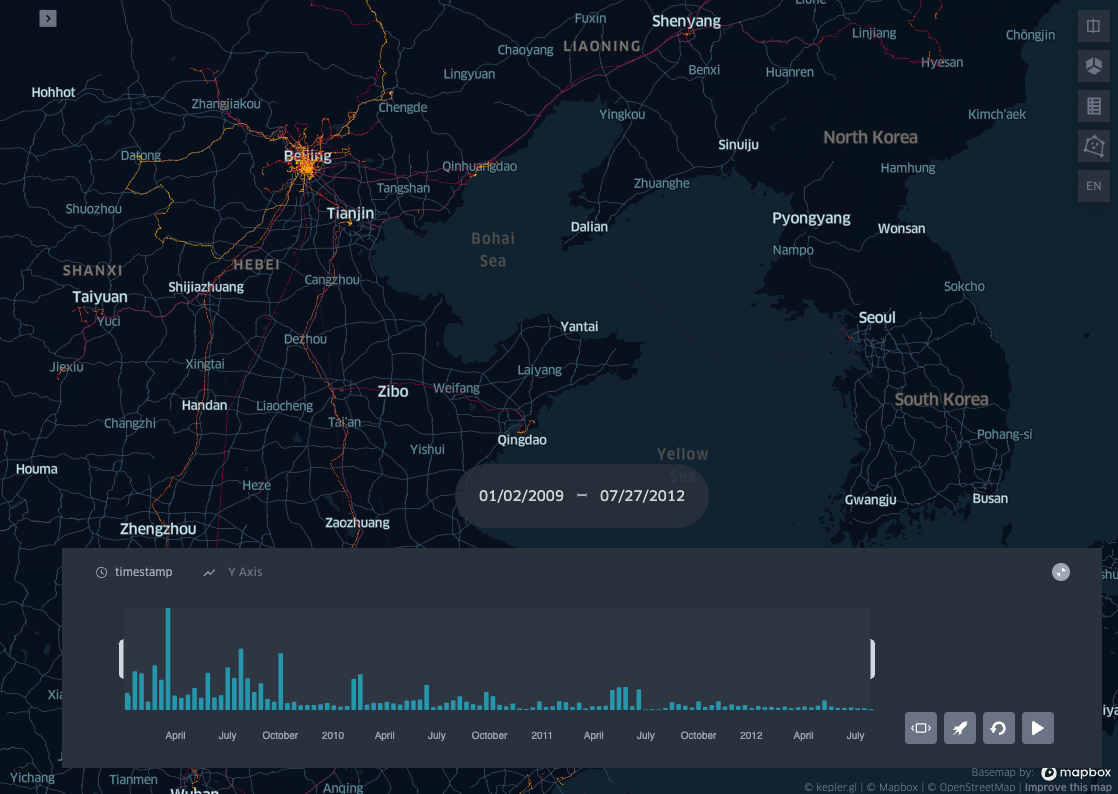 Fuxin
Liaone
Shenyang
Linjiang
Chŏngjin
Chaoyang
LIAONING
Hyesan
Lingyuan
Benxi
Huanren
EN
Hohhot
Zhangjiakou
Chengde
Yingkou
Kimch'aek
North Korea
Datong
Beijing
Sinuiju
Qinhuangdao
Hamhung
Tangshan
Zhuanghe
Shuozhou
Tianjin
Pyongyang
Dalian
Wonsan
Bohai
Sea
Nampo
SHANXI
HEBEI
Cangzhou
Shijiazhuang
Sokcho
Taiyuan
Yuci
Seoul
Yantai
Dezhou
Jiexiu
Xingtai
Laiyang
Zibo
Weifang
South Korea
Handan
Liaocheng
Changzhi
Tai'an
Qingdao
Pohang-si
Yishui
Yellow
Sea
Houma
Heze
01/02/2009 – 07/27/2012
Gwangju
Busan
Zhengzhou
Zaozhuang
timestamp
Y Axis
April
July
October
2010
April
July
October
2011
April
July
October
2012
April
July
Yichang
Tianmen
Wuhan
Anqing
Basemap by:
mapbox
© kepler.gl | © Mapbox | © OpenStreetMap | Improve this map